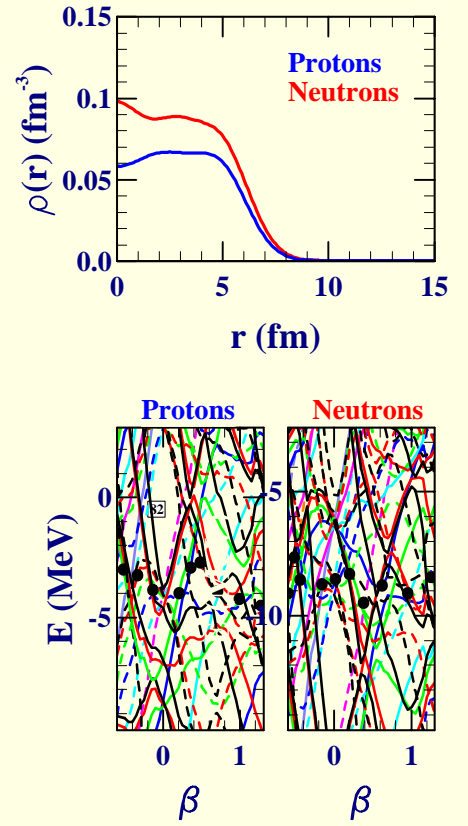 0.15
Protons
Neutrons
0.1
0.05
0.0
ρ(r) (fm⁻³)
0 5 10 15
r (fm)
Protons Neutrons
0
-5
E (MeV)
82
-5
10
0 1 0 1
β β